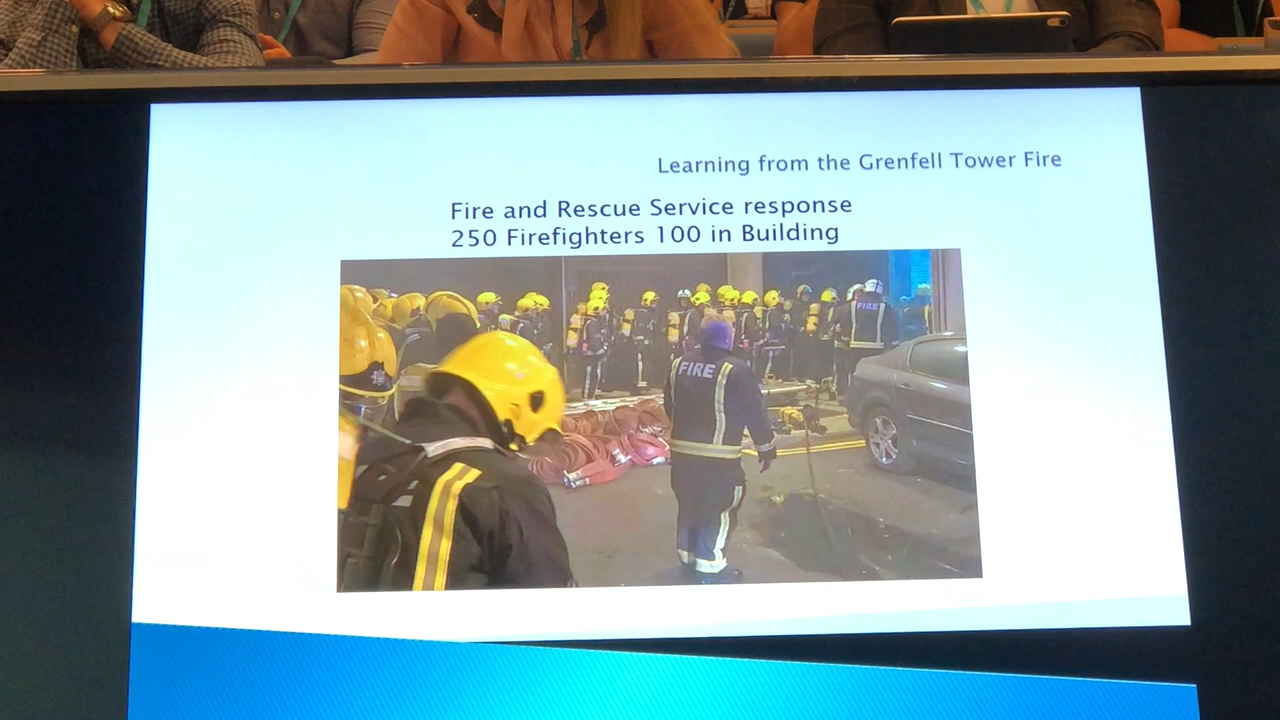 Learning from the Grenfell Tower Fire
Fire and Rescue Service response
250 Firefighters 100 in Building
FIRE
FIRE